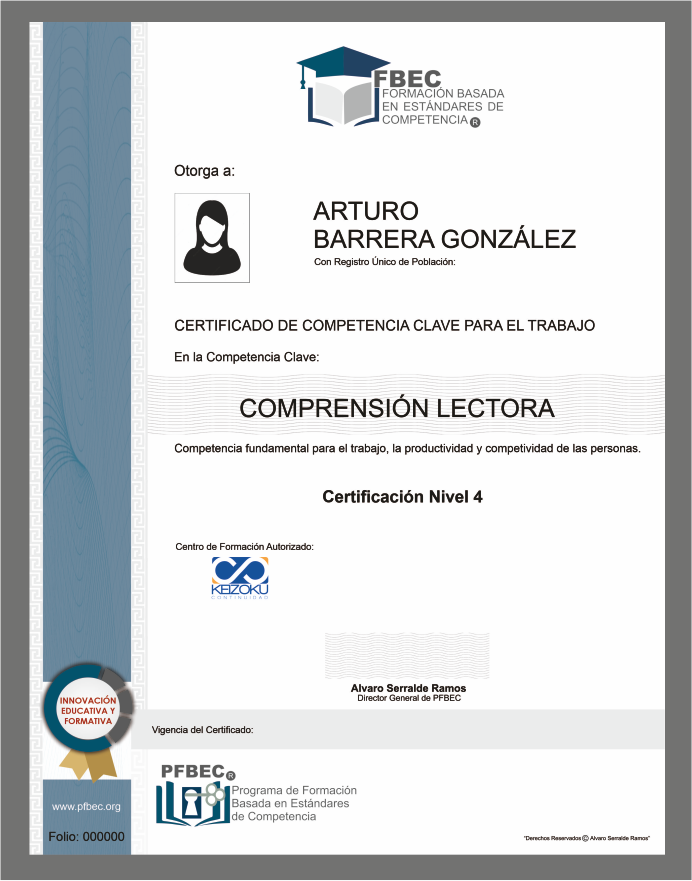 FBEC
FORMACIÓN BASADA
EN ESTÁNDARES DE
COMPETENCIA ®
Otorga a:
ARTURO
BARRERA GONZÁLEZ
Con Registro Único de Población:
CERTIFICADO DE COMPETENCIA CLAVE PARA EL TRABAJO
En la Competencia Clave:
COMPRENSIÓN LECTORA
Competencia fundamental para el trabajo, la productividad y competividad de las personas.
Certificación Nivel 4
Centro de Formación Autorizado:
KEIZOKU
CONTINUIDAD
Alvaro Serralde Ramos
Director General de PFBEC
INNOVACIÓN
EDUCATIVA Y
FORMATIVA
Vigencia del Certificado:
PFBEC ®
Programa de Formación
Basada en Estándares
de Competencia
www.pfbec.org
Folio: 000000
"Derechos Reservados © Alvaro Serralde Ramos"